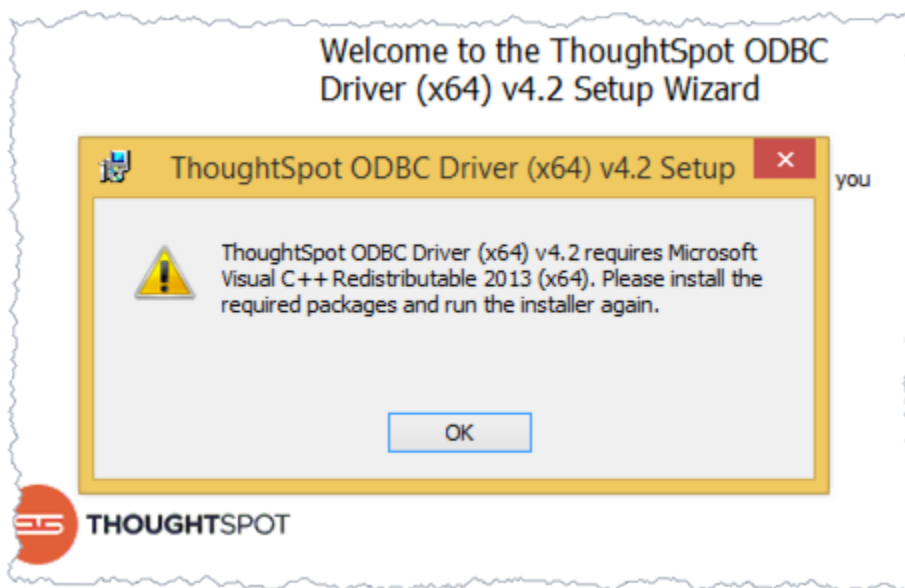 Welcome to the ThoughtSpot ODBC
Driver (x64) v4.2 Setup Wizard
ThoughtSpot ODBC Driver (x64) v4.2 Setup
you
ThoughtSpot ODBC Driver (x64) v4.2 requires Microsoft
Visual C++ Redistributable 2013 (x64). Please install the
required packages and run the installer again.
OK
THOUGHTSPOT